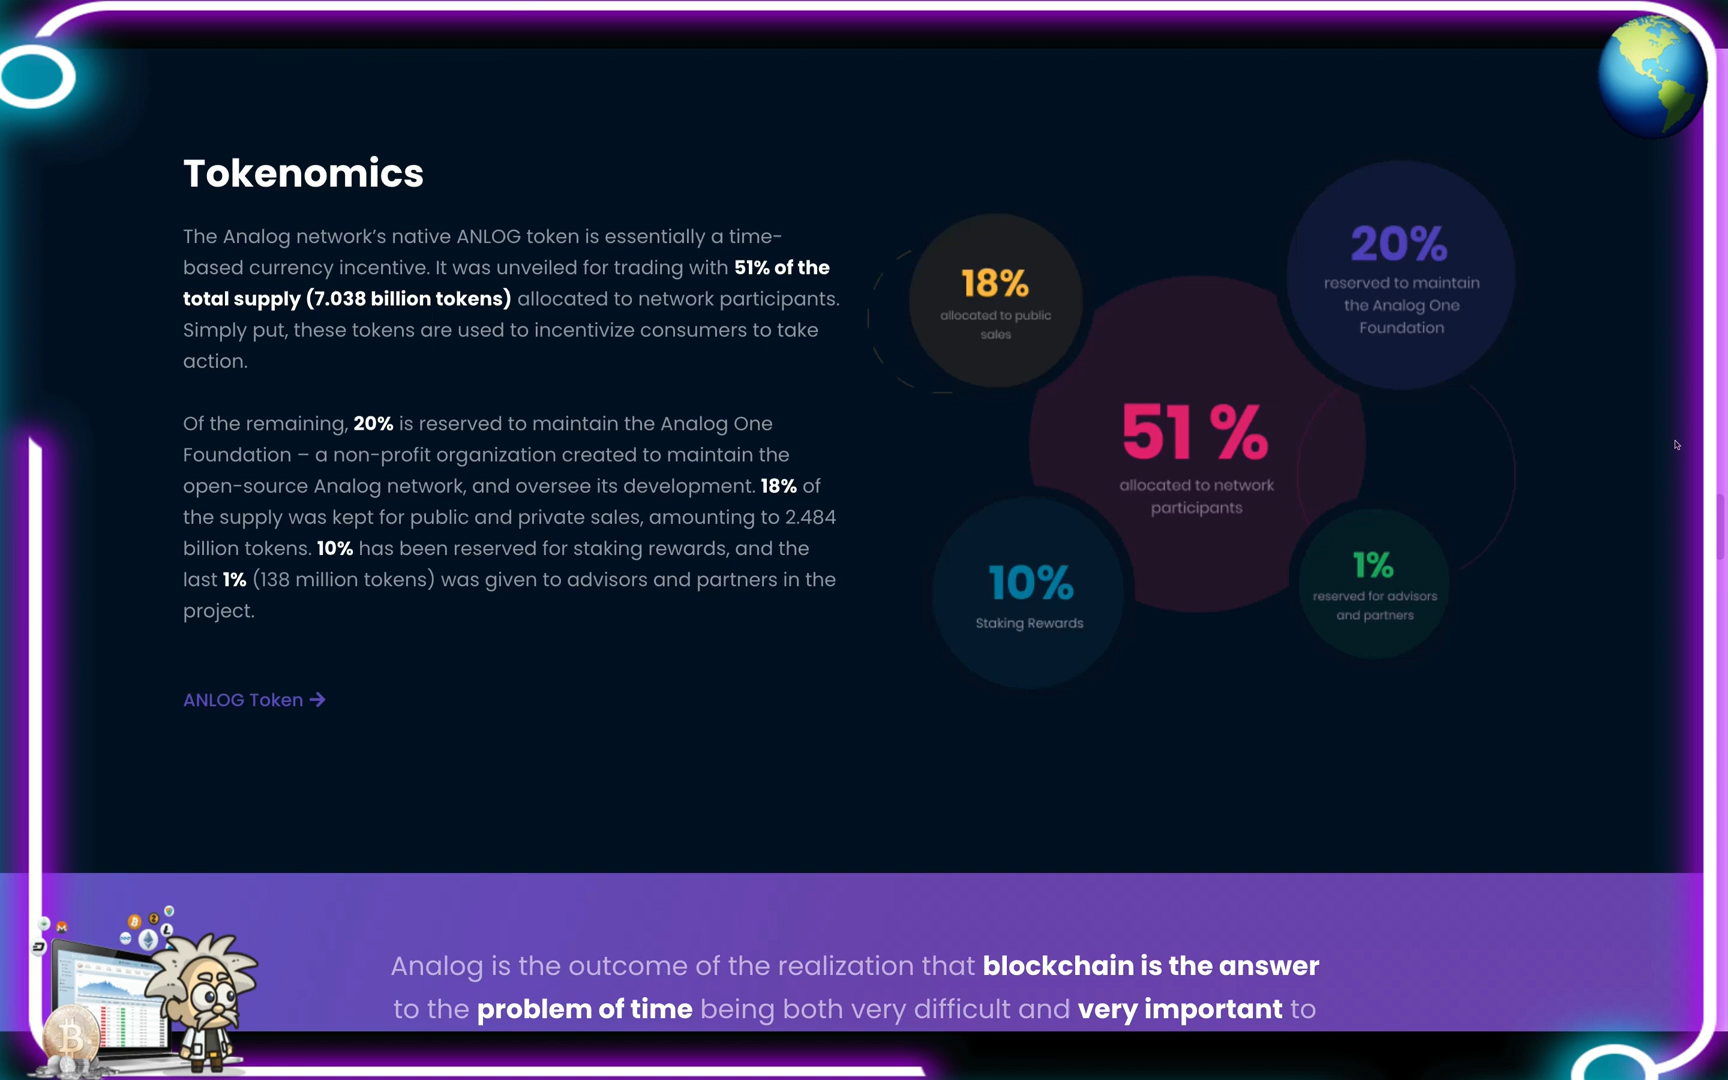 Tokenomics
The Analog network’s native ANLOG token is essentially a time-
based currency incentive. It was unveiled for trading with 51% of the
total supply (7.038 billion tokens) allocated to network participants.
Simply put, these tokens are used to incentivize consumers to take
action.
Of the remaining, 20% is reserved to maintain the Analog One
Foundation – a non-profit organization created to maintain the
open-source Analog network, and oversee its development. 18% of
the supply was kept for public and private sales, amounting to 2.484
billion tokens. 10% has been reserved for staking rewards, and the
last 1% (138 million tokens) was given to advisors and partners in the
project.
ANLOG Token →
18%
allocated to public
sales
20%
reserved to maintain
the Analog One
Foundation
51 %
allocated to network
participants
10%
Staking Rewards
1%
reserved for advisors
and partners
Analog is the outcome of the realization that blockchain is the answer
to the problem of time being both very difficult and very important to